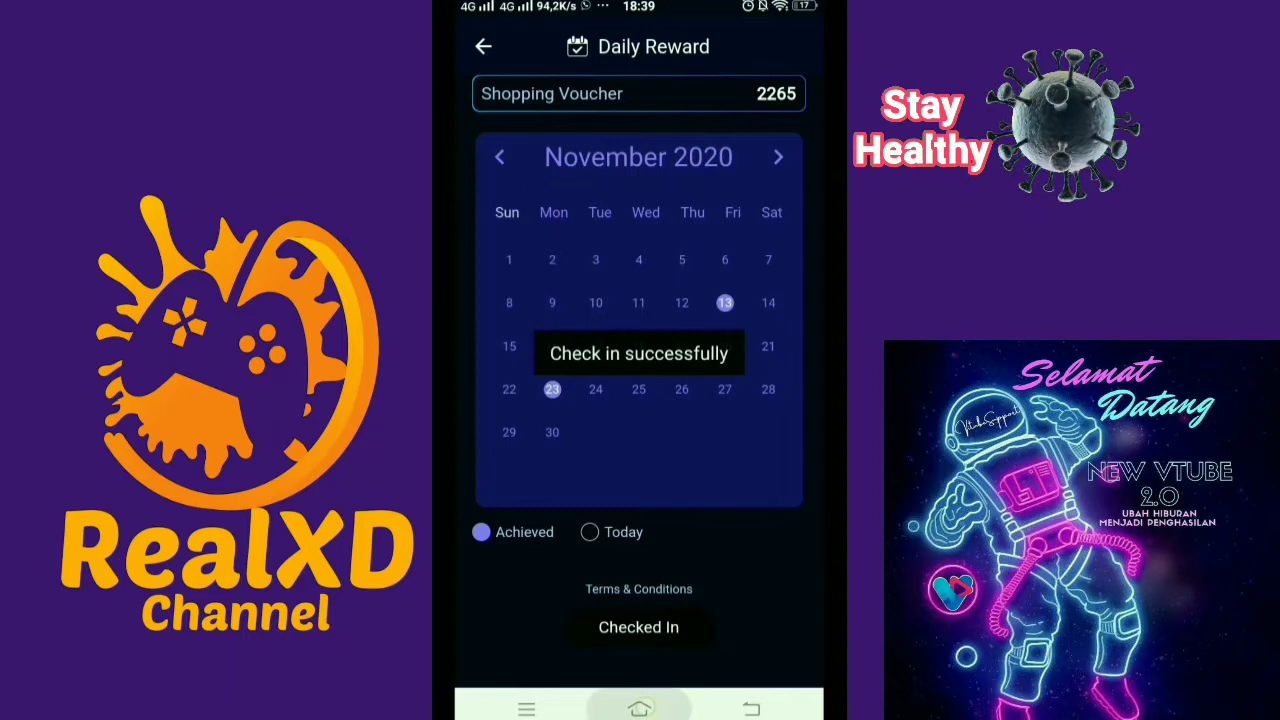 4G 4G 94,2K/s ... 18:39 17
Daily Reward
Shopping Voucher 2265
November 2020
Sun Mon Tue Wed Thu Fri Sat
1 2 3 4 5 6 7
8 9 10 11 12 13 14
15 21
Check in successfully
22 23 24 25 26 27 28
29 30
Achieved Today
Terms & Conditions
Checked In
RealXD
Channel
Stay
Healthy
Selamat
Datang
VtubeSupport
NEW VTUBE
2.0
UBAH HIBURAN
MENJADI PENGHASILAN